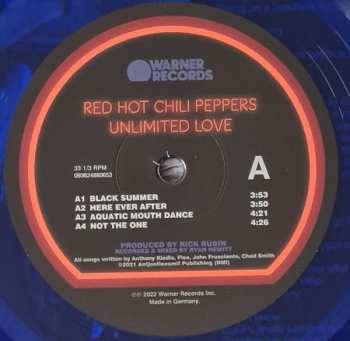 WARNER
RECORDS
RED HOT CHILI PEPPERS
UNLIMITED LOVE
33 1/3 RPM
093624880653
A
A1 BLACK SUMMER 3:53
A2 HERE EVER AFTER 3:50
A3 AQUATIC MOUTH DANCE 4:21
A4 NOT THE ONE 4:26
PRODUCED BY RICK RUBIN
RECORDED & MIXED BY RYAN HEWITT
All songs written by Anthony Kiedis, Flea, John Frusciante, Chad Smith
©2021 Publishing (BMI)
℗© 2022 Warner Records Inc.
Made in Germany.